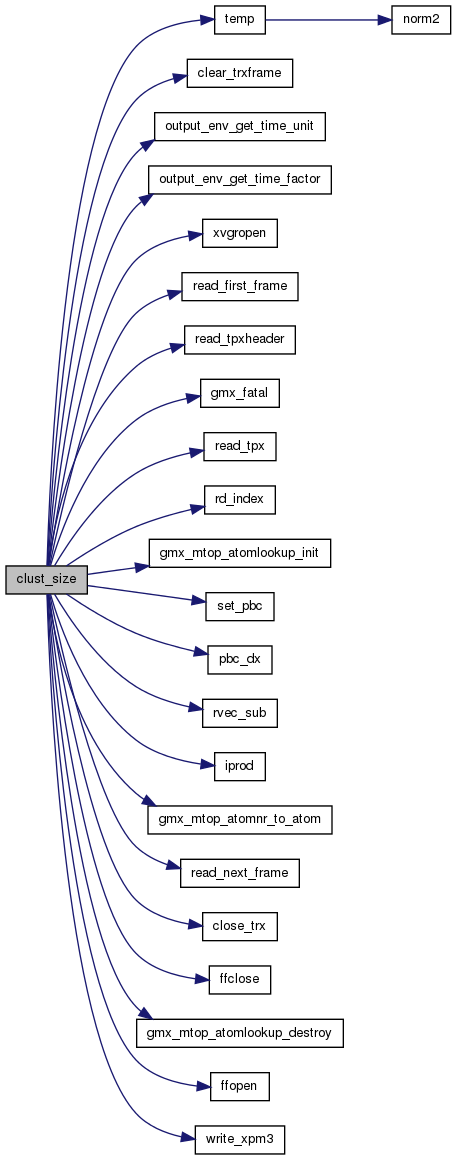 temp
norm2
clear_trxframe
output_env_get_time_unit
output_env_get_time_factor
xvgropen
read_first_frame
read_tpxheader
gmx_fatal
read_tpx
rd_index
gmx_mtop_atomlookup_init
clust_size
set_pbc
pbc_dx
rvec_sub
iprod
gmx_mtop_atomnr_to_atom
read_next_frame
close_trx
ffclose
gmx_mtop_atomlookup_destroy
ffopen
write_xpm3